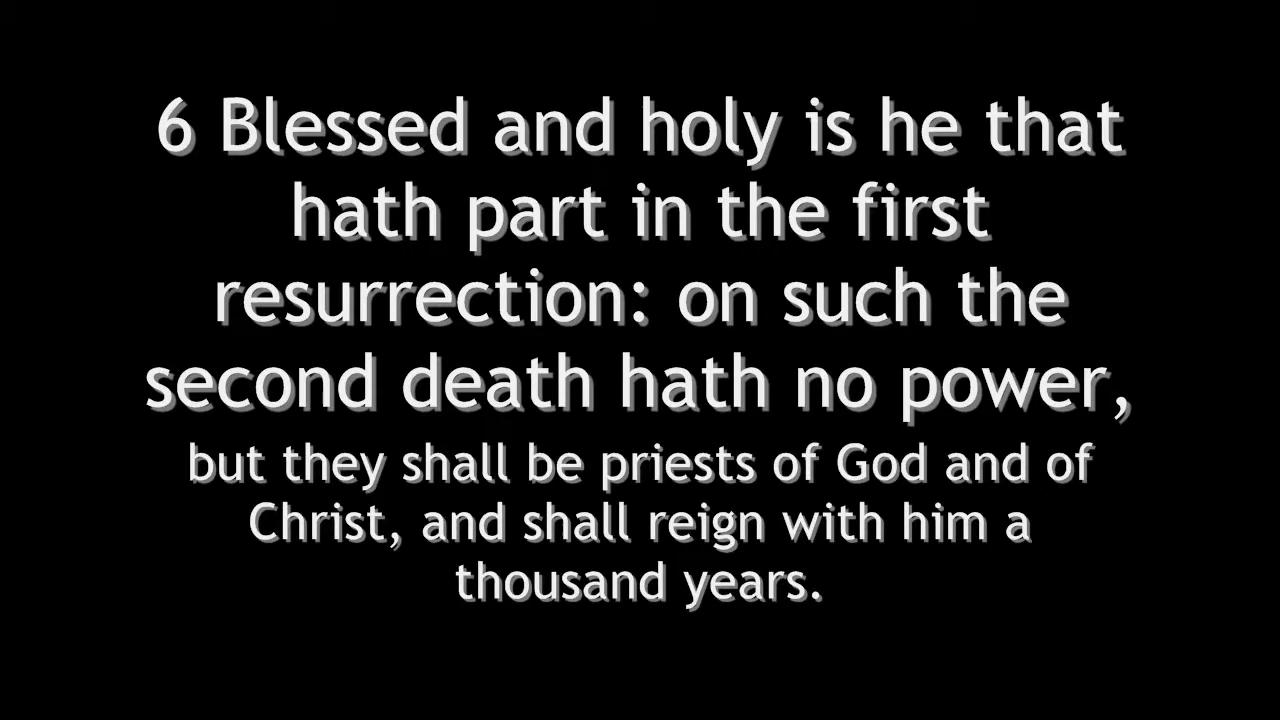 6 Blessed and holy is he that
hath part in the first
resurrection: on such the
second death hath no power,
but they shall be priests of God and of
Christ, and shall reign with him a
thousand years.